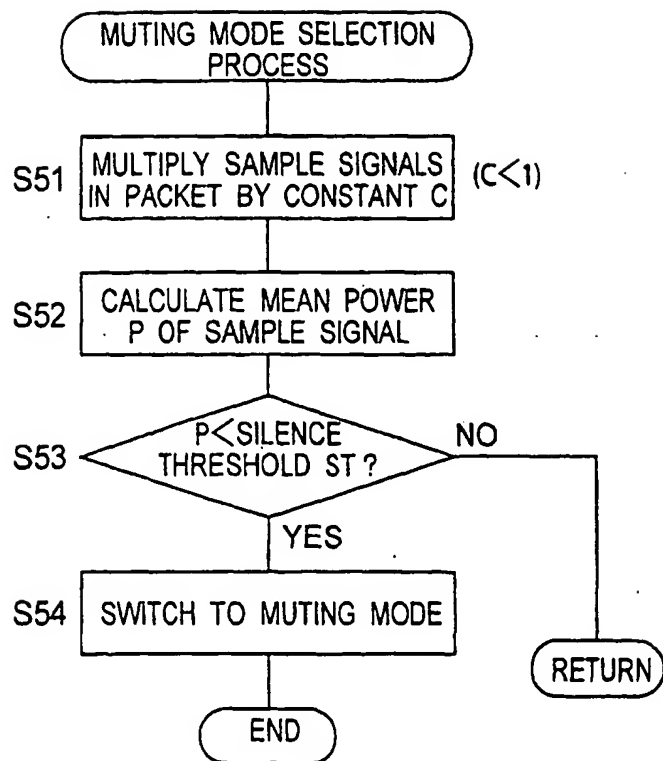 MUTING MODE SELECTION
PROCESS
S51
MULTIPLY SAMPLE SIGNALS
IN PACKET BY CONSTANT C
(C<1)
S52
CALCULATE MEAN POWER
P OF SAMPLE SIGNAL
S53
P<SILENCE
THRESHOLD ST ?
NO
YES
S54
SWITCH TO MUTING MODE
RETURN
END